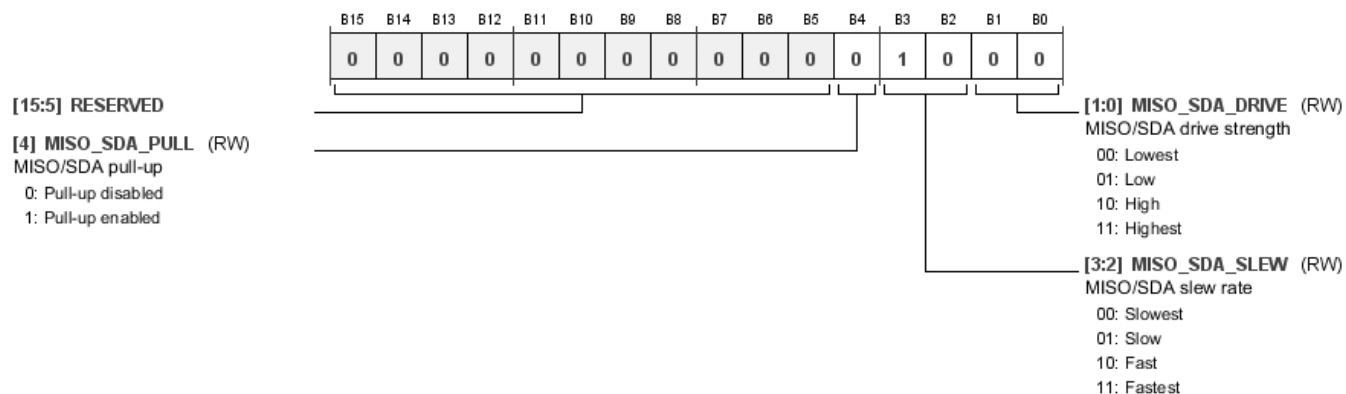 B15 B14 B13 B12 B11 B10 B9 B8 B7 B6 B5 B4 B3 B2 B1 B0
0 0 0 0 0 0 0 0 0 0 0 0 1 0 0 0
[15:5] RESERVED
[4] MISO_SDA_PULL (RW)
MISO/SDA pull-up
0: Pull-up disabled
1: Pull-up enabled
[1:0] MISO_SDA_DRIVE (RW)
MISO/SDA drive strength
00: Lowest
01: Low
10: High
11: Highest
[3:2] MISO_SDA_SLEW (RW)
MISO/SDA slew rate
00: Slowest
01: Slow
10: Fast
11: Fastest